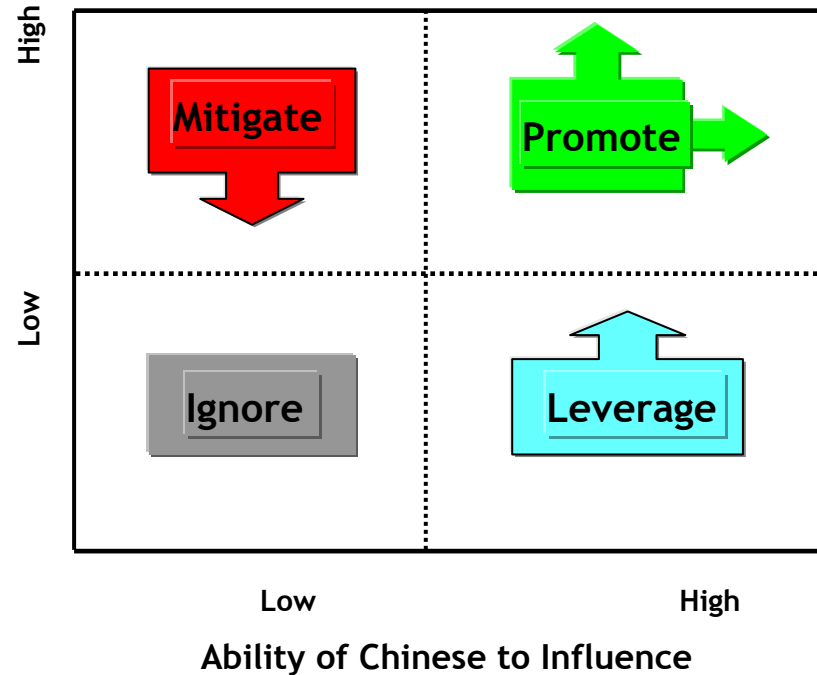 High
Mitigate
Promote
Low
Ignore
Leverage
Low
High
Ability of Chinese to Influence